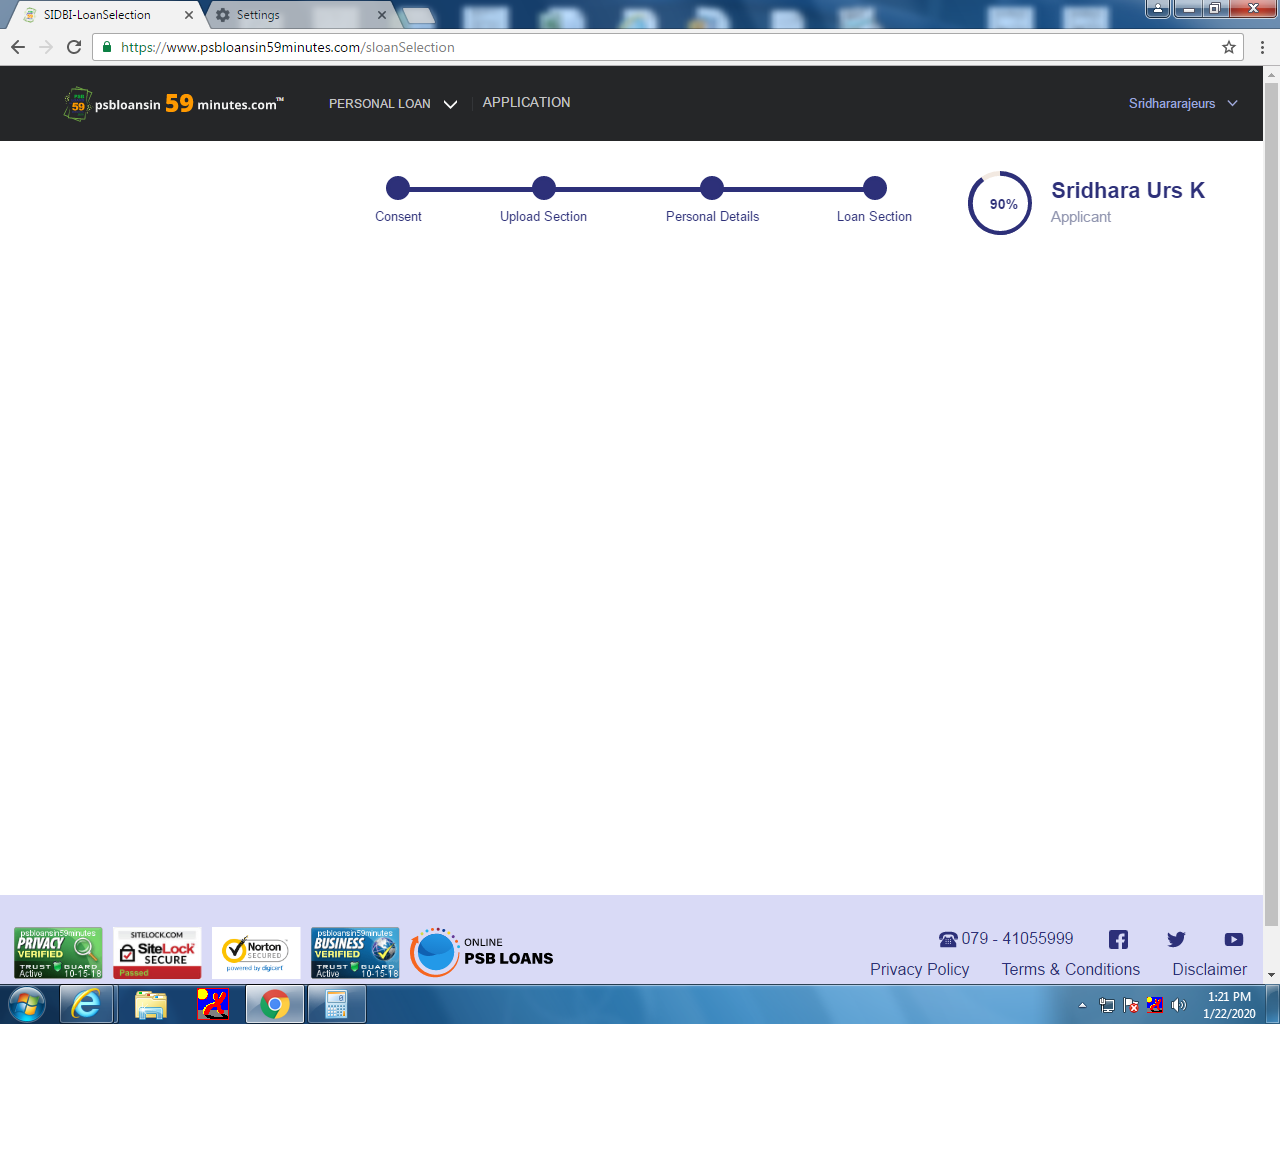 SIDBI-LoanSelection
Settings
https://www.psbloansin59minutes.com/sloanSelection
PSB
59
psbloansin 59 minutes.com™
PERSONAL LOAN
APPLICATION
Sridhararajeurs
Consent
Upload Section
Personal Details
Loan Section
90%
Sridhara Urs K
Applicant
psbloansin59minutes
PRIVACY
VERIFIED
TRUST GUARD
Active 10-15-18
SITELOCK.COM
SiteLock
SECURE
Passed
Norton
SECURED
powered by digicert
psbloansin59minutes
BUSINESS
VERIFIED
TRUST GUARD
Active 10-15-18
ONLINE
PSB LOANS
079 - 41055999
Privacy Policy
Terms & Conditions
Disclaimer
1:21 PM
1/22/2020